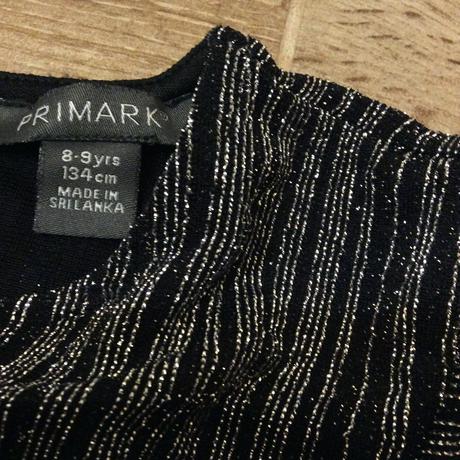 PRIMARK
8-9yrs
134cm
MADE IN
SRI LANKA